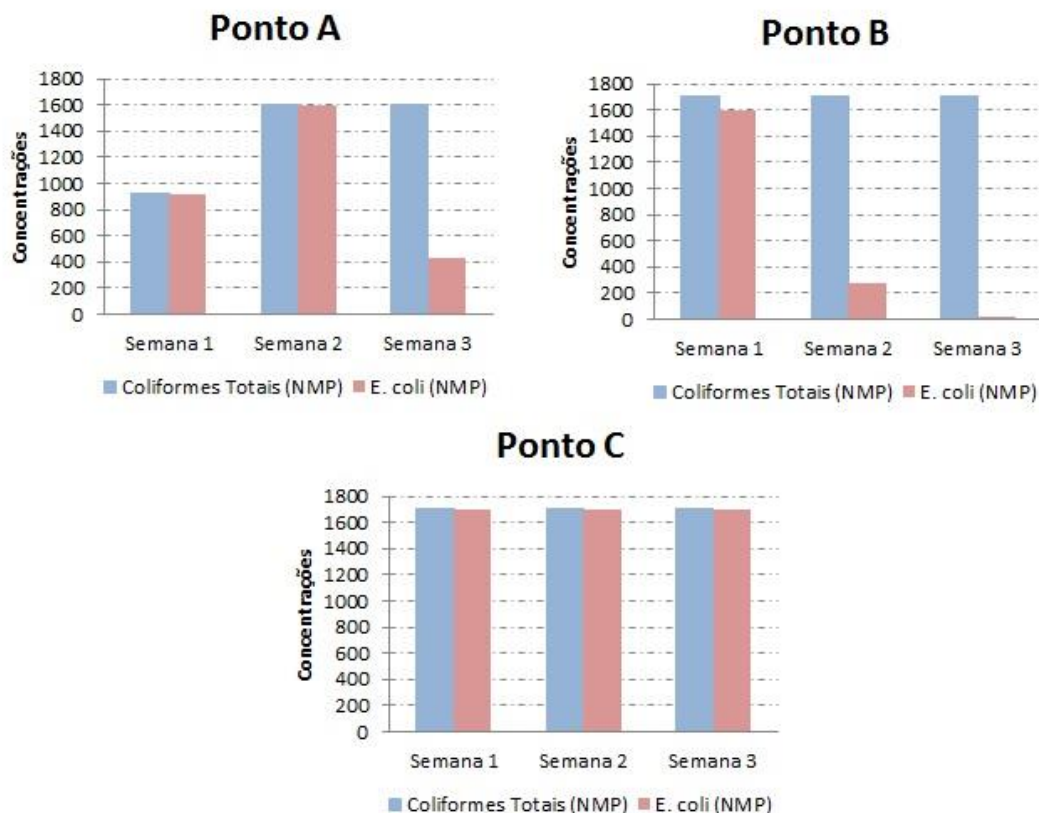 Ponto A
Concentrações
1800
1600
1400
1200
1000
800
600
400
200
0
Semana 1 Semana 2 Semana 3
Coliformes Totais (NMP) E. coli (NMP)
Ponto B
Concentrações
1800
1600
1400
1200
1000
800
600
400
200
0
Semana 1 Semana 2 Semana 3
Coliformes Totais (NMP) E. coli (NMP)
Ponto C
Concentrações
1800
1600
1400
1200
1000
800
600
400
200
0
Semana 1 Semana 2 Semana 3
Coliformes Totais (NMP) E. coli (NMP)